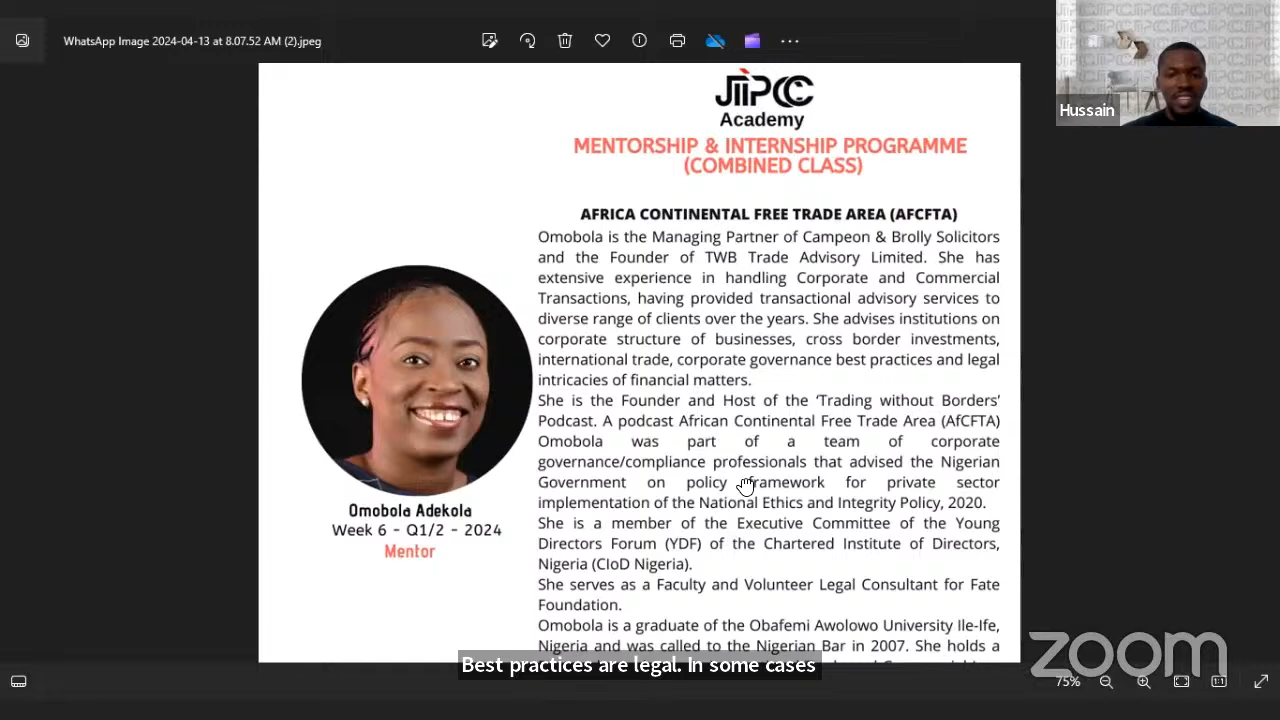 WhatsApp Image 2024-04-13 at 8.07.52 AM (2).jpeg
Hussain
JIPCC
Academy
MENTORSHIP & INTERNSHIP PROGRAMME
(COMBINED CLASS)
AFRICA CONTINENTAL FREE TRADE AREA (AFCFTA)
Omobola is the Managing Partner of Campeon & Brolly Solicitors
and the Founder of TWB Trade Advisory Limited. She has
extensive experience in handling Corporate and Commercial
Transactions, having provided transactional advisory services to
diverse range of clients over the years. She advises institutions on
corporate structure of businesses, cross border investments,
international trade, corporate governance best practices and legal
intricacies of financial matters.
She is the Founder and Host of the ‘Trading without Borders’
Podcast. A podcast African Continental Free Trade Area (AfCFTA)
Omobola was part of a team of corporate
governance/compliance professionals that advised the Nigerian
Government on policy framework for private sector
implementation of the National Ethics and Integrity Policy, 2020.
She is a member of the Executive Committee of the Young
Directors Forum (YDF) of the Chartered Institute of Directors,
Nigeria (CIoD Nigeria).
She serves as a Faculty and Volunteer Legal Consultant for Fate
Foundation.
Omobola is a graduate of the Obafemi Awolowo University Ile-Ife,
Nigeria and was called to the Nigerian Bar in 2007. She holds a
Omobola Adekola
Week 6 - Q1/2 - 2024
Mentor
Best practices are legal. In some cases
zoom
75%
1:1